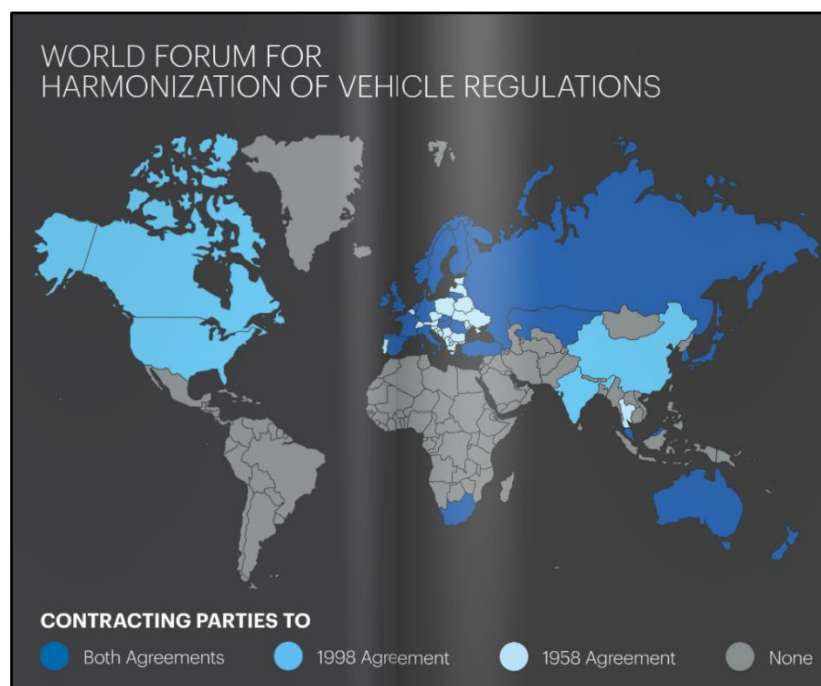 WORLD FORUM FOR
HARMONIZATION OF VEHICLE REGULATIONS
CONTRACTING PARTIES TO
Both Agreements
1998 Agreement
1958 Agreement
None